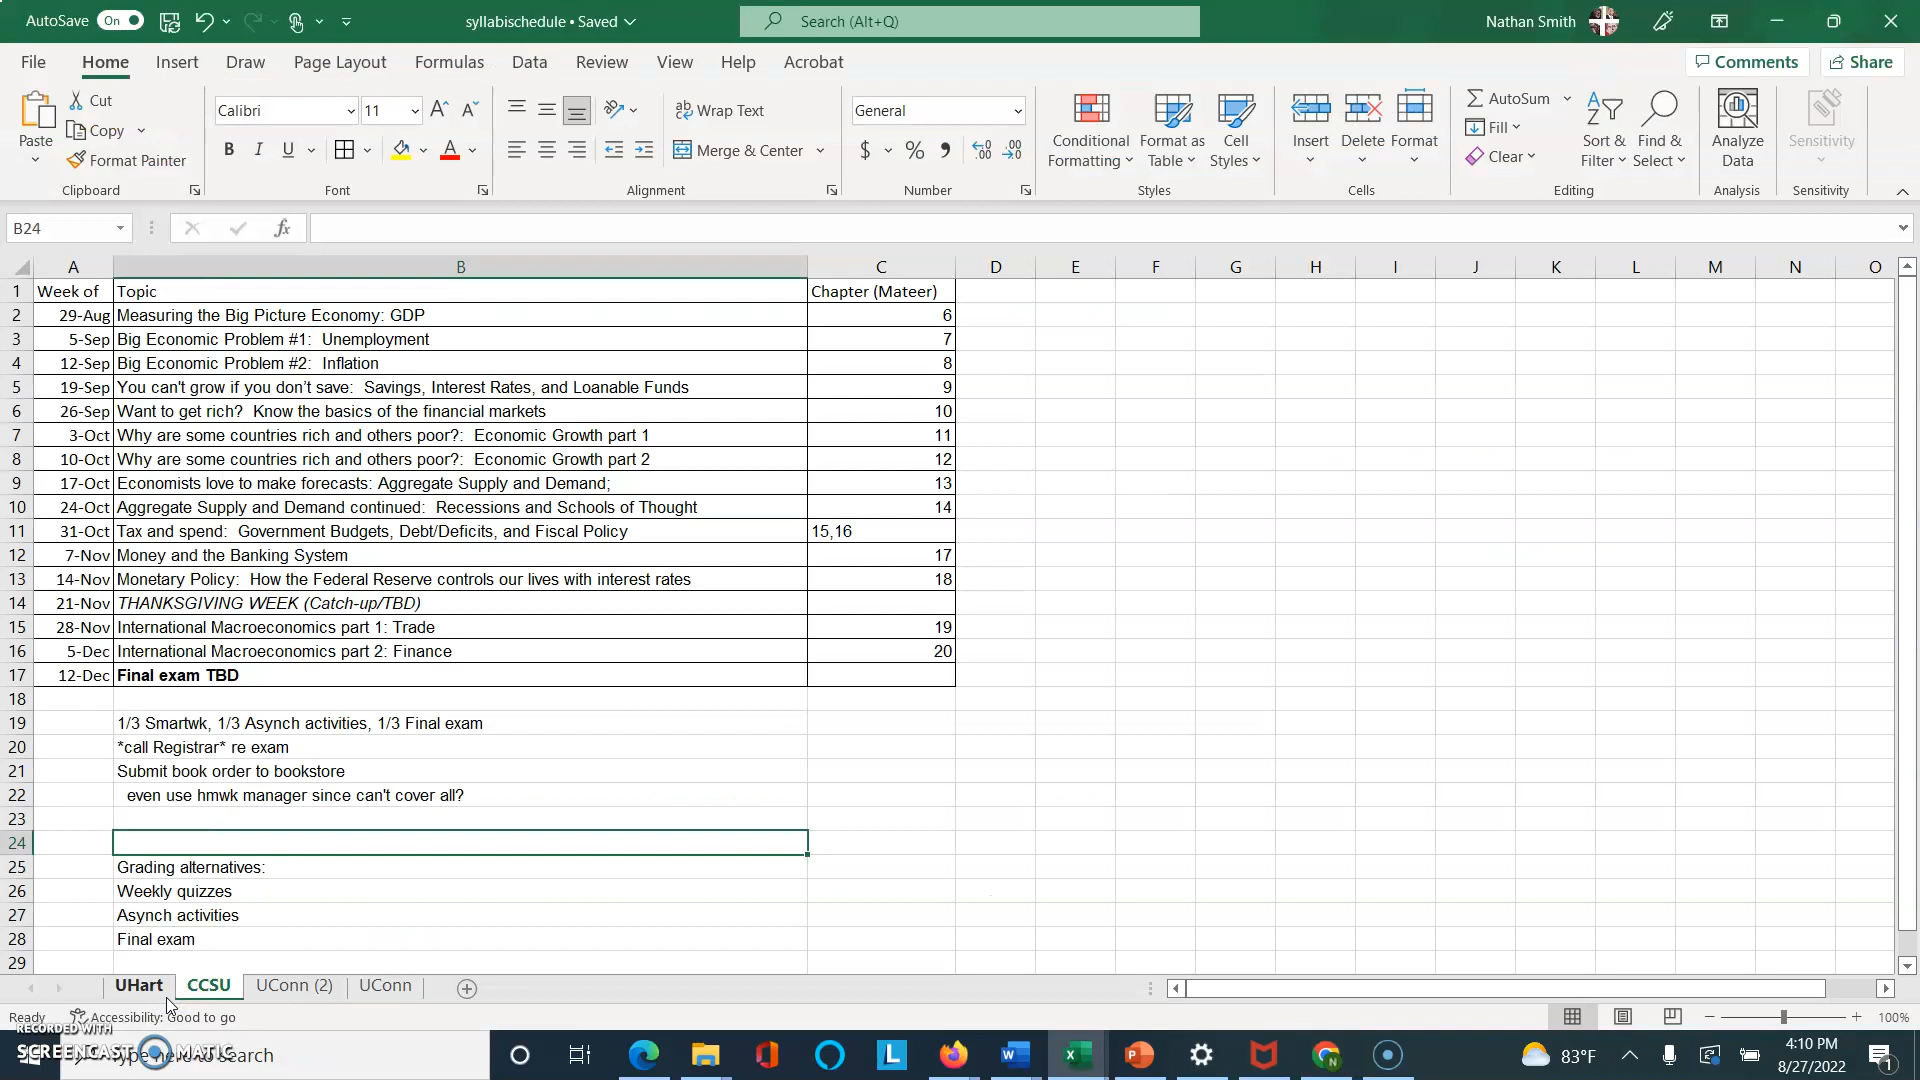 AutoSave On syllabischedule • Saved Search (Alt+Q) Nathan Smith
File Home Insert Draw Page Layout Formulas Data Review View Help Acrobat Comments Share
Paste Cut Copy Format Painter Clipboard
Calibri 11 B I U A Font
Wrap Text Merge & Center Alignment
General $ % Number
Conditional Formatting Format as Table Cell Styles Styles
Insert Delete Format Cells
AutoSum Fill Clear Sort & Filter Find & Select Editing
Analyze Data Analysis
Sensitivity Sensitivity
B24 fx
A B C D E F G H I J K L M N O
1 Week of Topic Chapter (Mateer)
2 29-Aug Measuring the Big Picture Economy: GDP 6
3 5-Sep Big Economic Problem #1: Unemployment 7
4 12-Sep Big Economic Problem #2: Inflation 8
5 19-Sep You can't grow if you don't save: Savings, Interest Rates, and Loanable Funds 9
6 26-Sep Want to get rich? Know the basics of the financial markets 10
7 3-Oct Why are some countries rich and others poor?: Economic Growth part 1 11
8 10-Oct Why are some countries rich and others poor?: Economic Growth part 2 12
9 17-Oct Economists love to make forecasts: Aggregate Supply and Demand; 13
10 24-Oct Aggregate Supply and Demand continued: Recessions and Schools of Thought 14
11 31-Oct Tax and spend: Government Budgets, Debt/Deficits, and Fiscal Policy 15,16
12 7-Nov Money and the Banking System 17
13 14-Nov Monetary Policy: How the Federal Reserve controls our lives with interest rates 18
14 21-Nov THANKSGIVING WEEK (Catch-up/TBD)
15 28-Nov International Macroeconomics part 1: Trade 19
16 5-Dec International Macroeconomics part 2: Finance 20
17 12-Dec Final exam TBD
18
19 1/3 Smartwk, 1/3 Asynch activities, 1/3 Final exam
20 *call Registrar* re exam
21 Submit book order to bookstore
22 even use hmwk manager since can't cover all?
23
24
25 Grading alternatives:
26 Weekly quizzes
27 Asynch activities
28 Final exam
29
UHart CCSU UConn (2) UConn
Ready Accessibility: Good to go 100%
RECORDED WITH
SCREENCAST MATIC
Type here to search 83°F 4:10 PM
8/27/2022 1